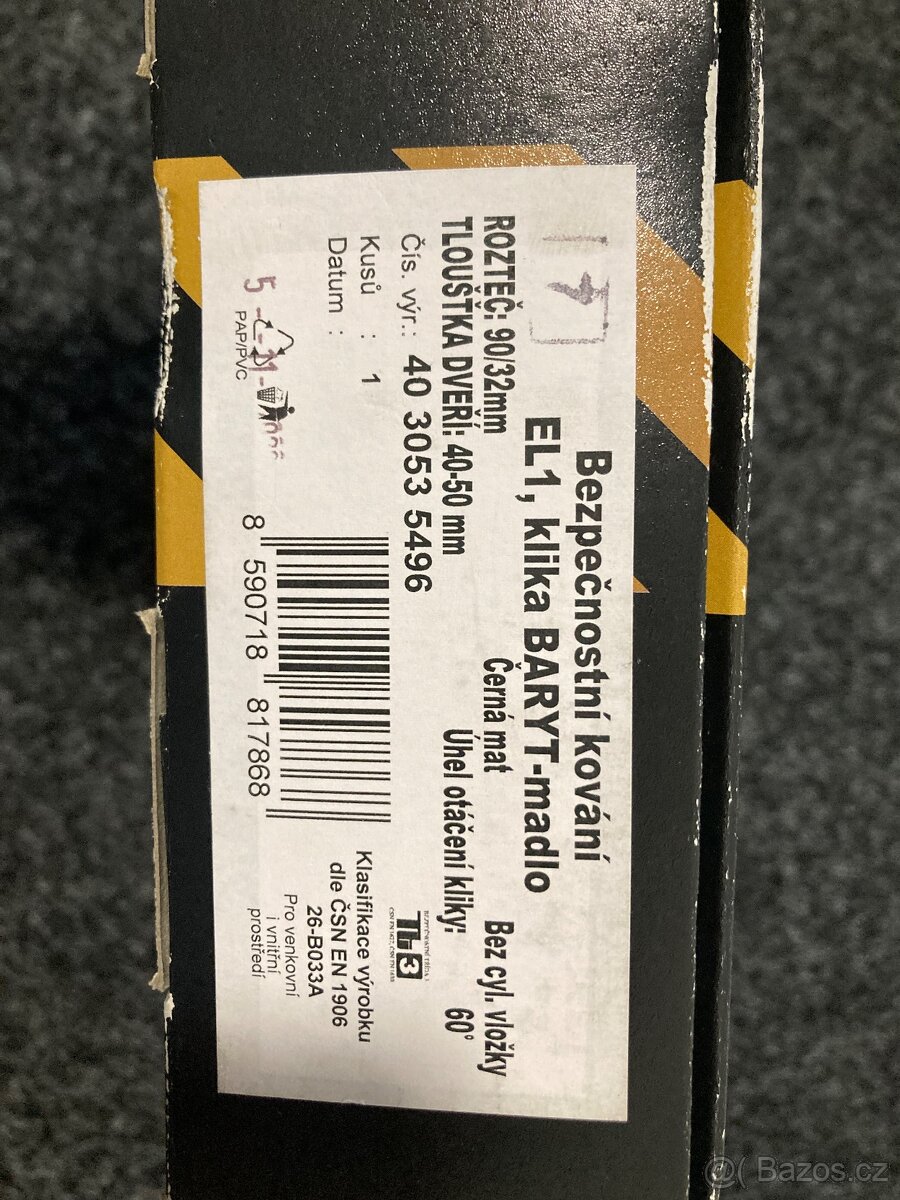 Bezpečnostní kování
EL1, klika BARYT-madlo
ROZTEČ: 90/32mm Černá mat Bez cyl. vložky
TLOUŠŤKA DVEŘÍ: 40-50 mm Úhel otáčení kliky: 60°
Čís. výr.: 40 3053 5496
Kusů : 1
Datum :
5 -
PAP/PVC
8 590718 817868
TŘ3
Klasifikace výrobku
dle ČSN EN 1906
26-B033A
Pro venkovní
i vnitřní
prostředí
Bazos.cz